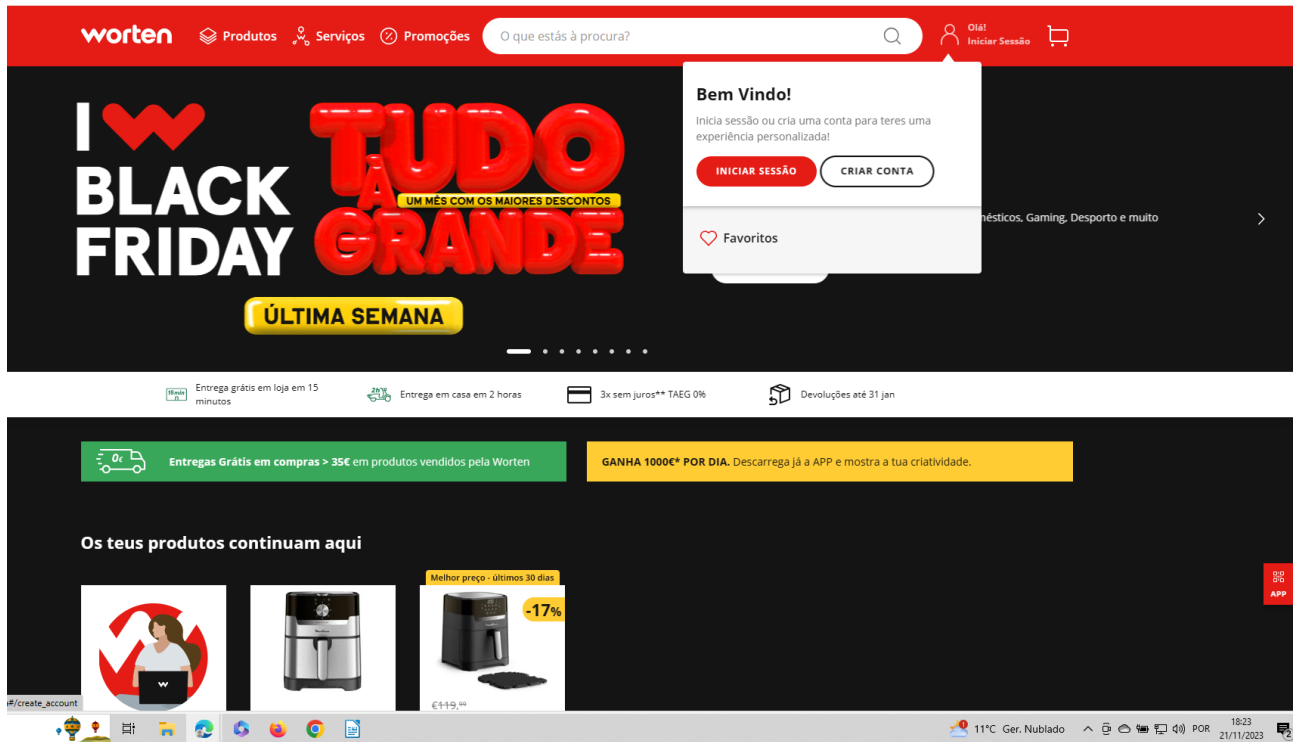 worten
Produtos
Serviços
Promoções
O que estás à procura?
Olá!
Iniciar Sessão
Bem Vindo!
Inicia sessão ou cria uma conta para teres uma
experiência personalizada!
INICIAR SESSÃO
CRIAR CONTA
Favoritos
I
BLACK
FRIDAY
TUDO
À
UM MÊS COM OS MAIORES DESCONTOS
GRANDE
ÚLTIMA SEMANA
mésticos, Gaming, Desporto e muito
Entrega grátis em loja em 15
minutos
Entrega em casa em 2 horas
3x sem juros** TAEG 0%
Devoluções até 31 jan
0€
Entregas Grátis em compras > 35€ em produtos vendidos pela Worten
GANHA 1000€* POR DIA. Descarrega já a APP e mostra a tua criatividade.
Os teus produtos continuam aqui
Melhor preço - últimos 30 dias
-17%
€119,99
APP
#/create_account
11°C Ger. Nublado
POR
18:23
21/11/2023
2